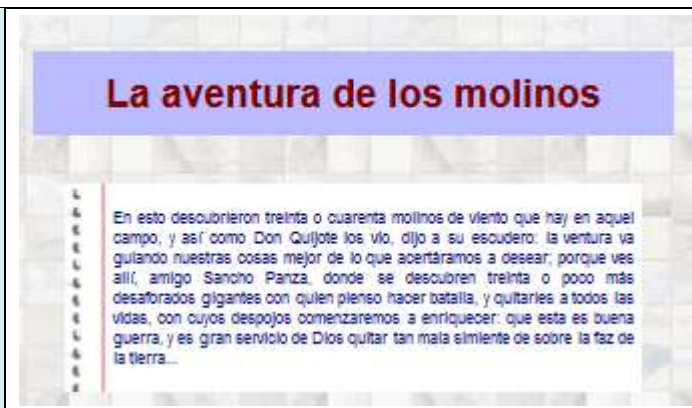 La aventura de los molinos
En esto descubrieron treinta o cuarenta molinos de viento que hay en aquel
campo, y así como Don Quijote los vio, dijo a su escudero: la ventura va
guiando nuestras cosas mejor de lo que acertáramos a desear; porque ves
allí, amigo Sancho Panza, donde se descubren treinta o poco más
desaforados gigantes con quien pienso hacer batalla, y quitarles a todos las
vidas, con cuyos despojos comenzaremos a enriquecer: que esta es buena
guerra, y es gran servicio de Dios quitar tan mala simiente de sobre la faz de
la tierra...